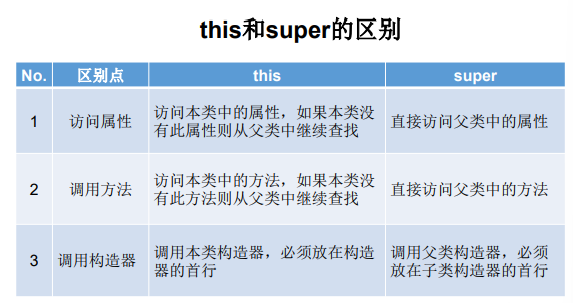 this和super的区别
No. 区别点 this super
1 访问属性 访问本类中的属性，如果本类没有此属性则从父类中继续查找 直接访问父类中的属性
2 调用方法 访问本类中的方法，如果本类没有此方法则从父类中继续查找 直接访问父类中的方法
3 调用构造器 调用本类构造器，必须放在构造器的首行 调用父类构造器，必须放在子类构造器的首行